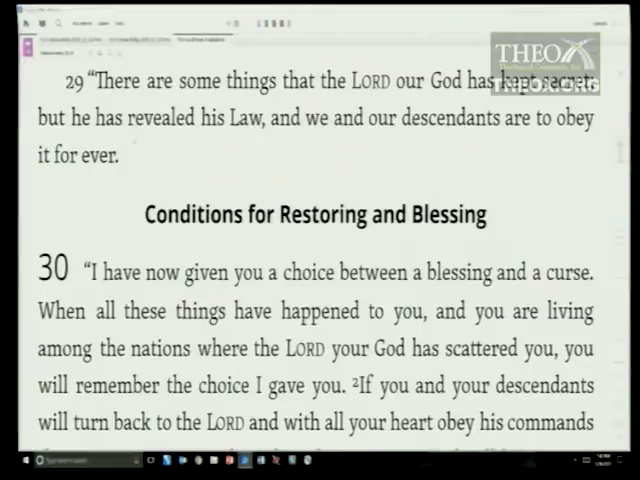 THEOX
THEOX.ORG
29 “There are some things that the LORD our God has kept secret;
but he has revealed his Law, and we and our descendants are to obey
it for ever.
Conditions for Restoring and Blessing
30 “I have now given you a choice between a blessing and a curse.
When all these things have happened to you, and you are living
among the nations where the LORD your God has scattered you, you
will remember the choice I gave you. ²If you and your descendants
will turn back to the LORD and with all your heart obey his commands